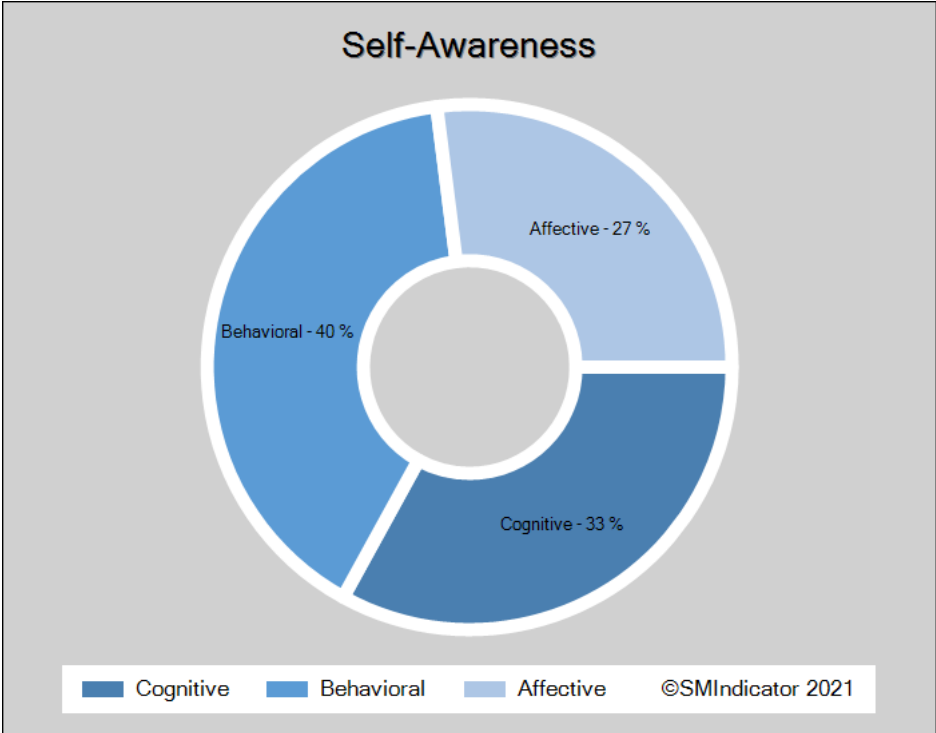 Self-Awareness
Affective - 27 %
Behavioral - 40 %
Cognitive - 33 %
Cognitive Behavioral Affective ©SMIndicator 2021